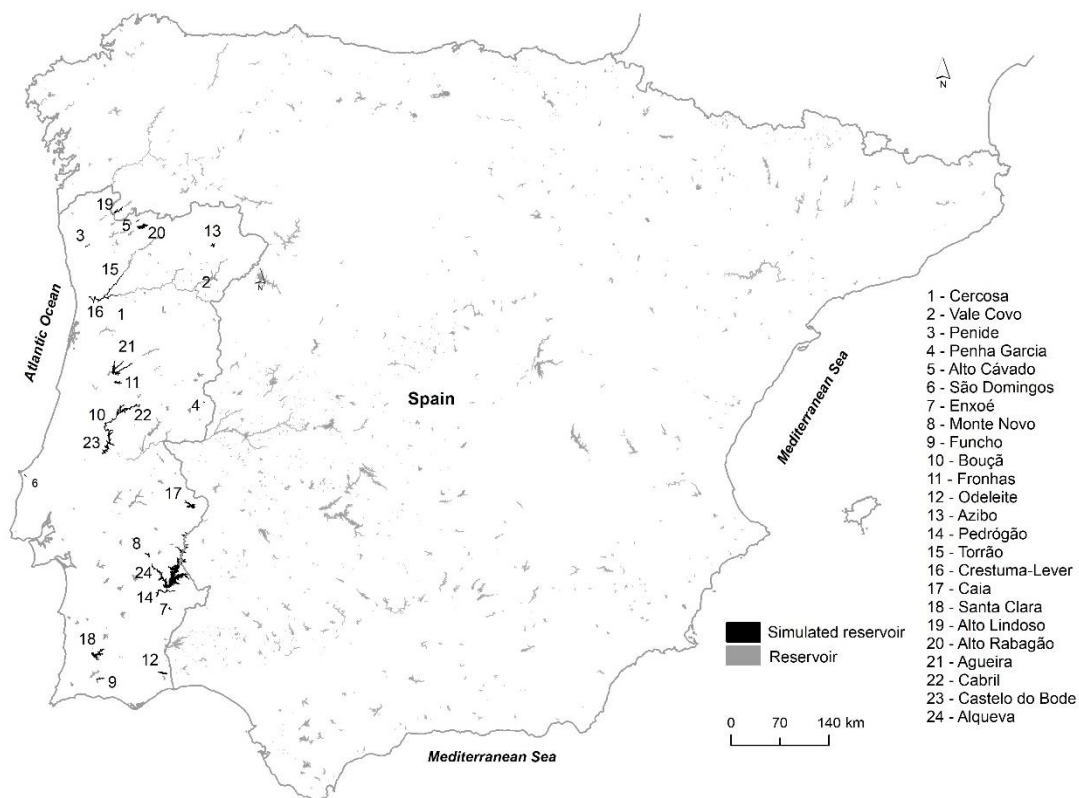 N
19
5
20
3
13
15
2
N
16
1
21
11
10
22
4
23
6
17
8
24
14
7
18
12
9
Atlantic Ocean
Spain
Mediterranean Sea
Mediterranean Sea
1 - Cercosa
2 - Vale Covo
3 - Penide
4 - Penha Garcia
5 - Alto Cávado
6 - São Domingos
7 - Enxoé
8 - Monte Novo
9 - Funcho
10 - Bouçã
11 - Fronhas
12 - Odeleite
13 - Azibo
14 - Pedrógão
15 - Torrão
16 - Crestuma-Lever
17 - Caia
18 - Santa Clara
19 - Alto Lindoso
20 - Alto Rabagão
21 - Agueira
22 - Cabril
23 - Castelo do Bode
24 - Alqueva
Simulated reservoir
Reservoir
0 70 140 km